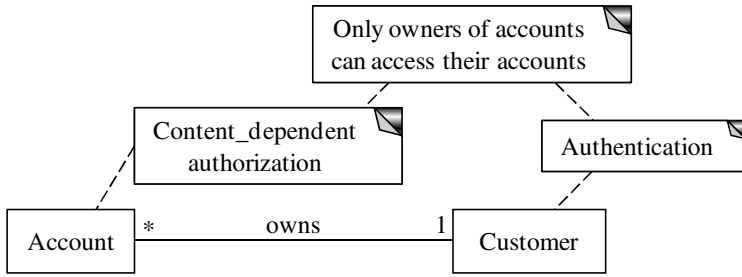 Only owners of accounts
can access their accounts
Content_dependent
authorization
Authentication
Account
* owns 1
Customer